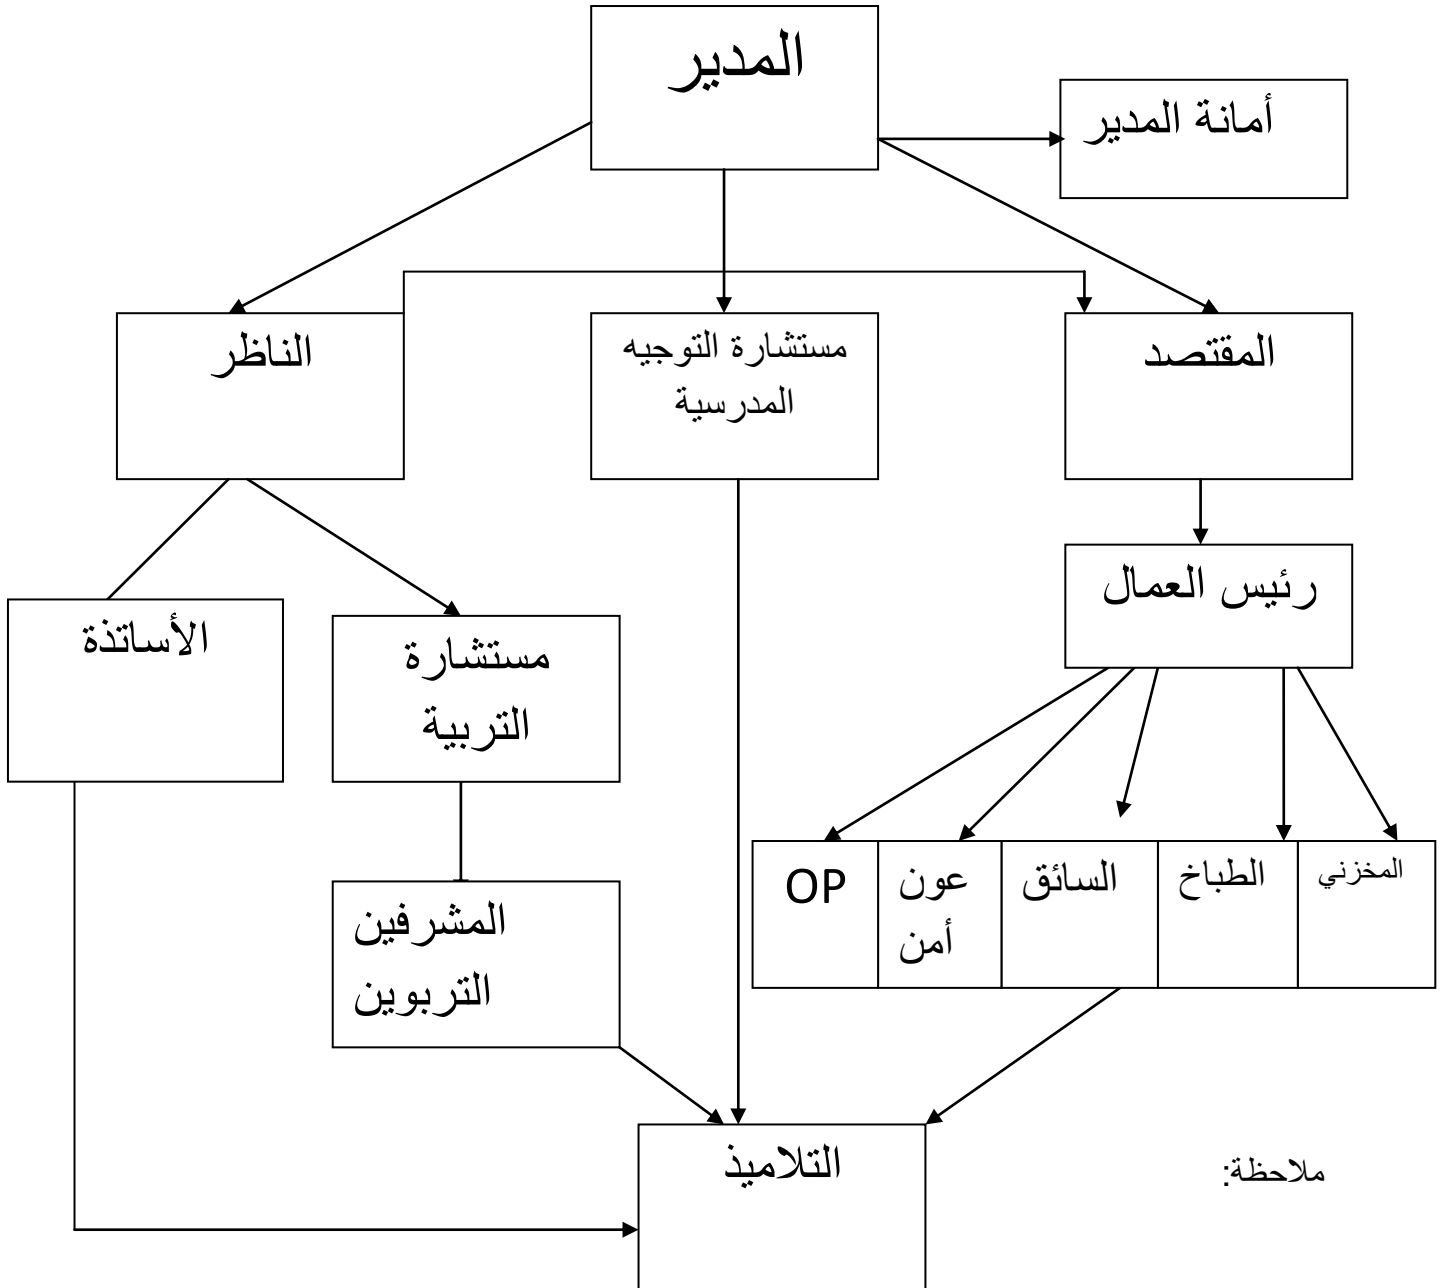 المدير
أمانة المدير
المقتصد
مستشارة التوجيه
المدرسية
الناظر
رئيس العمال
مستشارة
التربية
الأساتذة
المخزني
الطباخ
السائق
عون
أمن
OP
المشرفين
التربوين
التلاميذ
ملاحظة: